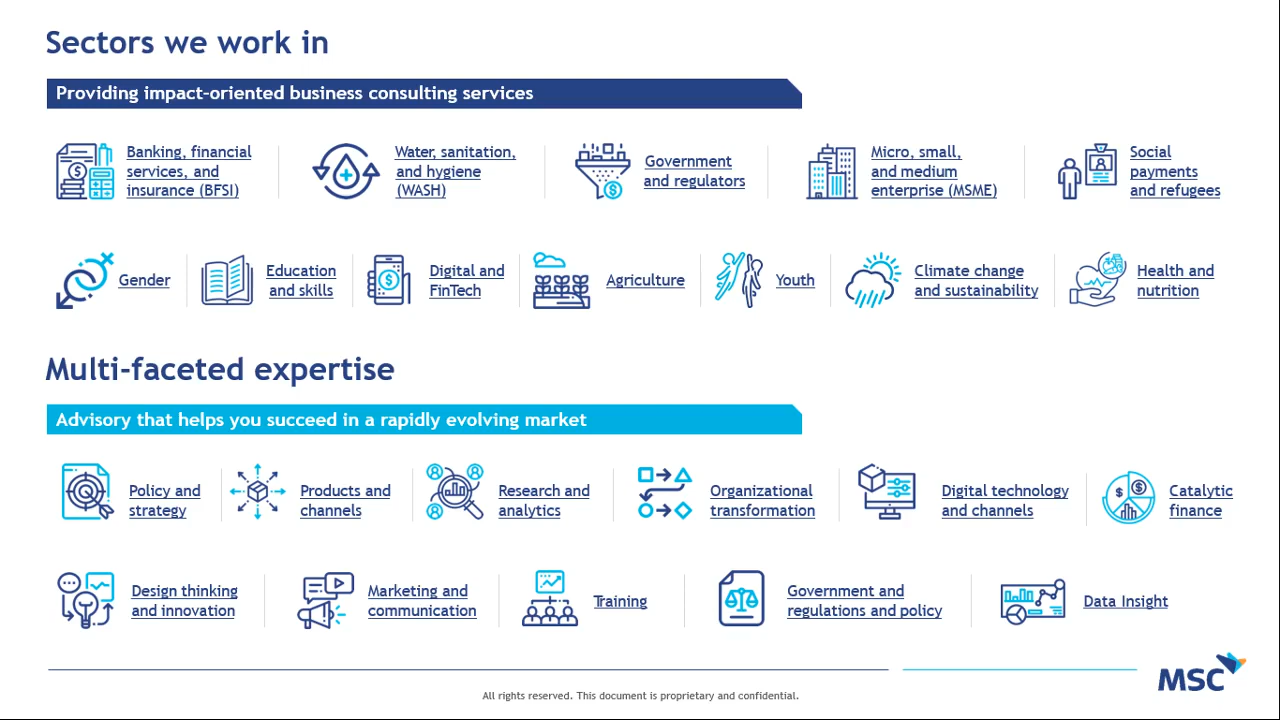 Sectors we work in
Providing impact-oriented business consulting services
Banking, financial
services, and
insurance (BFSI)
Water, sanitation,
and hygiene
(WASH)
Government
and regulators
Micro, small,
and medium
enterprise (MSME)
Social
payments
and refugees
Gender
Education
and skills
Digital and
FinTech
Agriculture
Youth
Climate change
and sustainability
Health and
nutrition
Multi-faceted expertise
Advisory that helps you succeed in a rapidly evolving market
Policy and
strategy
Products and
channels
Research and
analytics
Organizational
transformation
Digital technology
and channels
Catalytic
finance
Design thinking
and innovation
Marketing and
communication
Training
Government and
regulations and policy
Data Insight
MSC
All rights reserved. This document is proprietary and confidential.